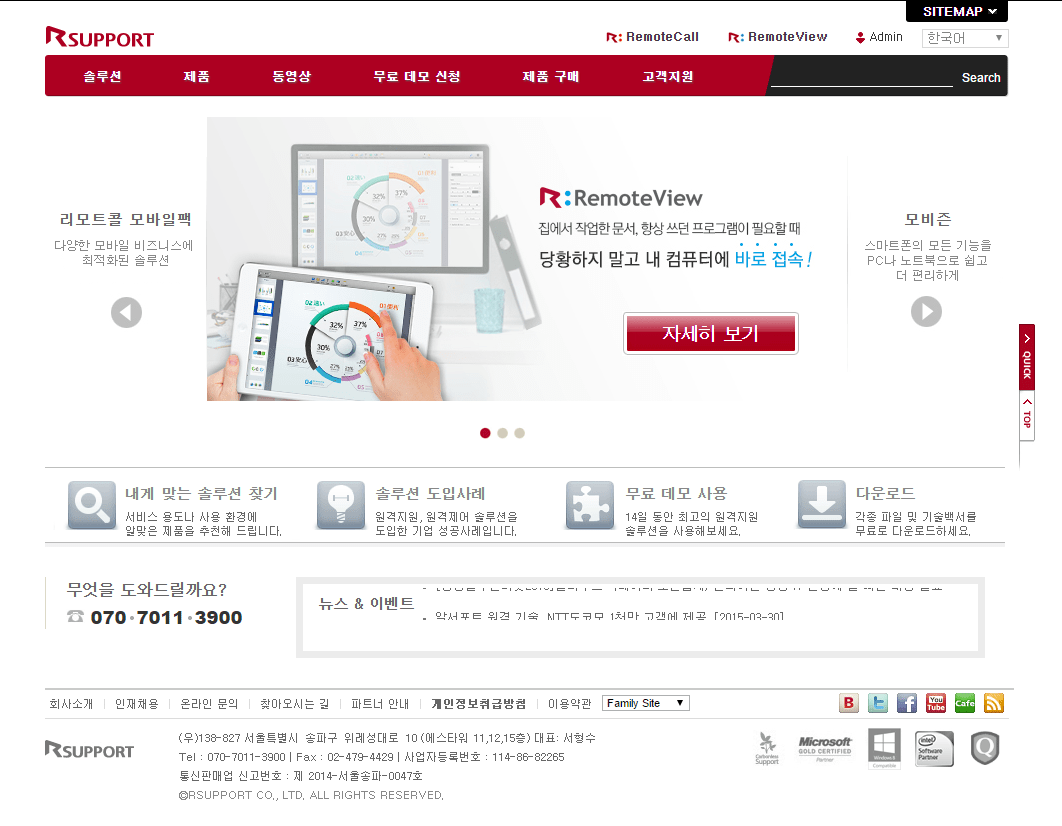 SITEMAP
RSUPPORT
R: RemoteCall
R: RemoteView
Admin
한국어
솔루션
제품
동영상
무료 데모 신청
제품 구매
고객지원
Search
리모트콜 모바일팩
다양한 모바일 비즈니스에
최적화된 솔루션
R:RemoteView
집에서 작업한 문서, 항상 쓰던 프로그램이 필요할 때
당황하지 말고 내 컴퓨터에 바로 접속!
자세히 보기
32%
37%
30%
27%
32%
37%
30%
27%
모비즌
스마트폰의 모든 기능을
PC나 노트북으로 쉽고
더 편리하게
QUICK
TOP
내게 맞는 솔루션 찾기
서비스 용도나 사용 환경에
알맞은 제품을 추천해 드립니다.
솔루션 도입사례
원격지원, 원격제어 솔루션을
도입한 기업 성공사례입니다.
무료 데모 사용
14일 동안 최고의 원격지원
솔루션을 사용해보세요.
다운로드
각종 파일 및 기술백서를
무료로 다운로드하세요.
무엇을 도와드릴까요?
070·7011·3900
뉴스 & 이벤트
알서포트 원격 기술, NTT도코모 1천만 고객에 제공 [2015-03-30]
회사소개
인재채용
온라인 문의
찾아오시는 길
파트너 안내
개인정보취급방침
이용약관
Family Site
B
t
f
You Tube
Cafe
RSUPPORT
(우)138-827 서울특별시 송파구 위례성대로 10 (에스타워 11,12,15층) 대표: 서형수
Tel : 070-7011-3900 | Fax : 02-479-4429 | 사업자등록번호 : 114-86-82265
통신판매업 신고번호 : 제 2014-서울송파-0047호
©RSUPPORT CO., LTD. ALL RIGHTS RESERVED.
Carbonless
Support
Microsoft
GOLD CERTIFIED
Partner
Windows 8
Compatible
intel
Software
Partner
Q